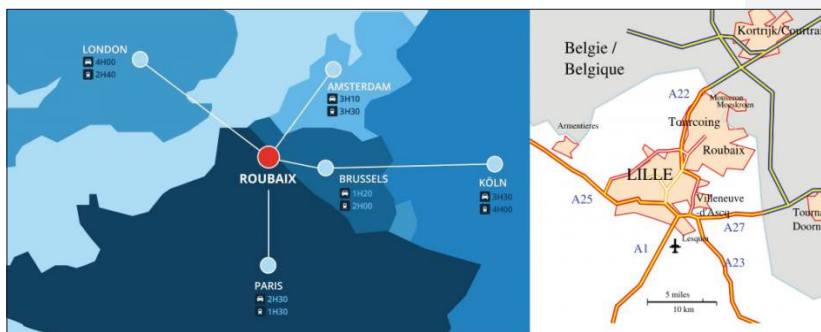 LONDON
4H00
2H40
AMSTERDAM
3H10
3H30
ROUBAIX
BRUSSELS
1H20
2H00
KÖLN
3H30
4H00
PARIS
2H30
1H30
Kortrijk/Courtrai
Belgie /
Belgique
A22
Mouscron
Moeskroen
Armentieres
Tourcoing
Roubaix
LILLE
A25
Villeneuve
d'Ascq
A27
Tourna
Doorn
Lesquin
A1
A23
5 miles
10 km